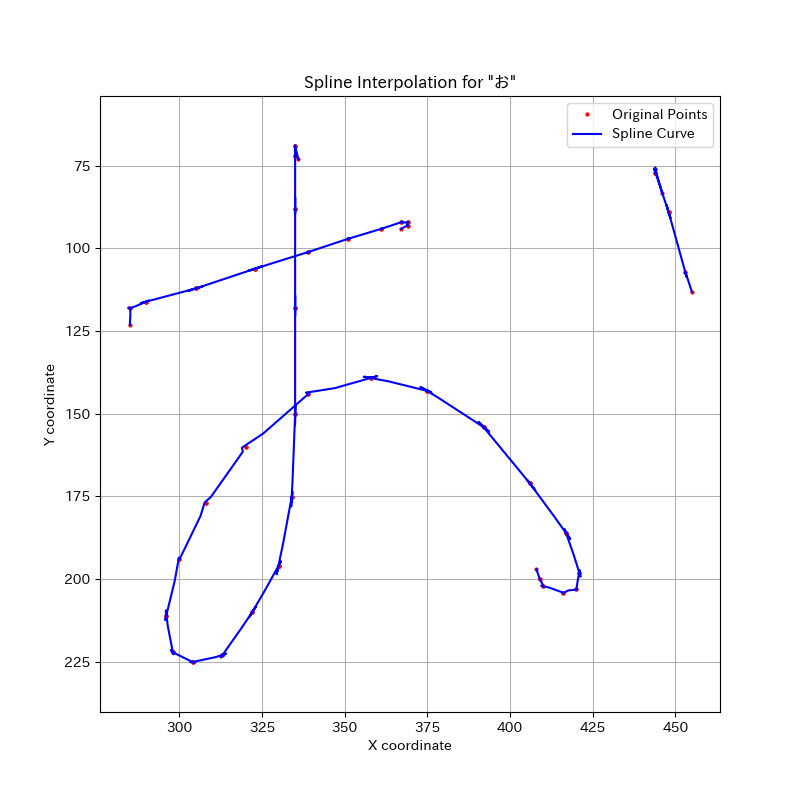 Spline Interpolation for "お"
Original Points
Spline Curve
75
100
125
150
175
200
225
Y coordinate
お
300
325
350
375
400
425
450
X coordinate